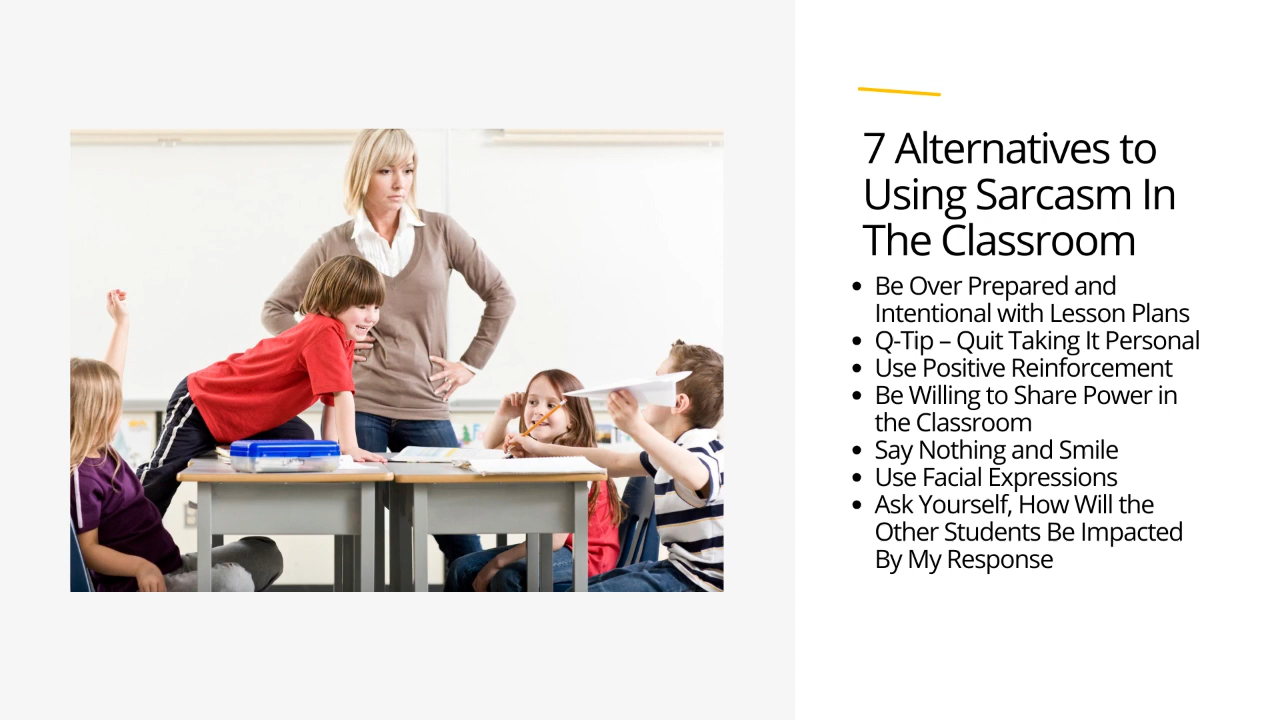 7 Alternatives to
Using Sarcasm In
The Classroom
• Be Over Prepared and
Intentional with Lesson Plans
• Q-Tip – Quit Taking It Personal
• Use Positive Reinforcement
• Be Willing to Share Power in
the Classroom
• Say Nothing and Smile
• Use Facial Expressions
• Ask Yourself, How Will the
Other Students Be Impacted
By My Response